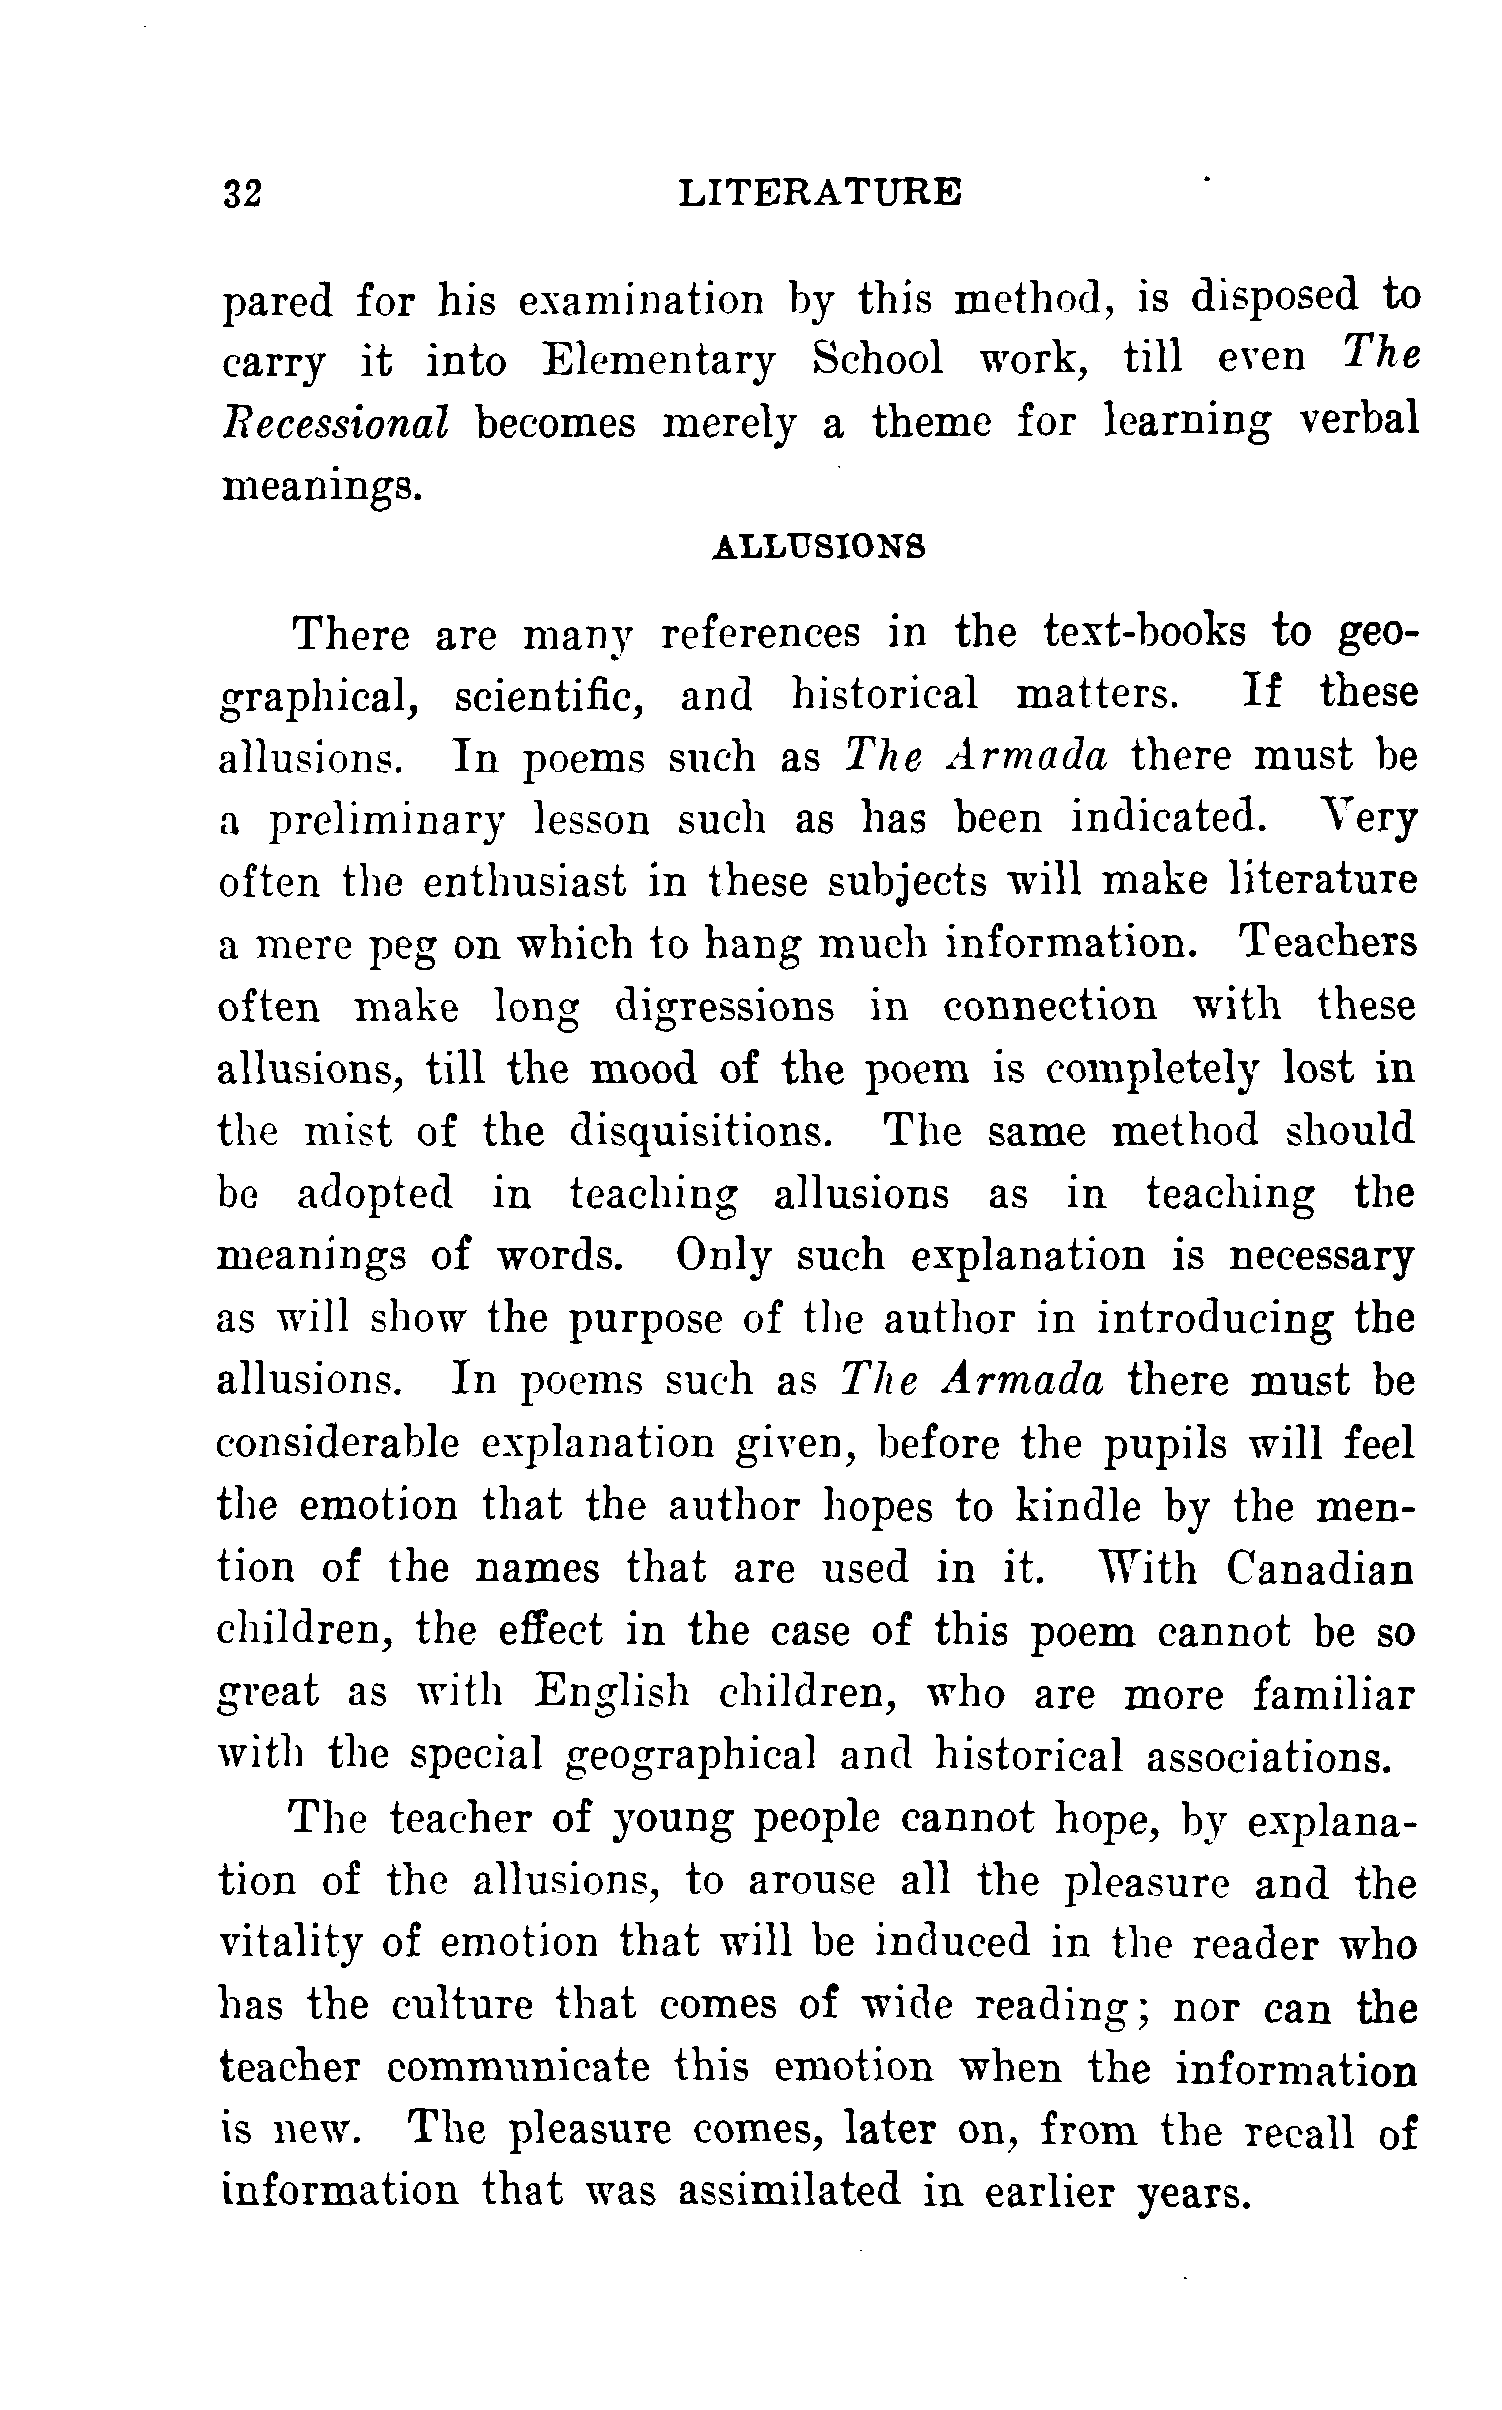 32 LITERATURE
pared for his examination by this method, is disposed to
carry it into Elementary School work, till even The
Recessional becomes merely a theme for learning verbal
meanings.
ALLUSIONS
There are many references in the text-books to geo-
graphical, scientific, and historical matters. If these
allusions. In poems such as The Armada there must be
a preliminary lesson such as has been indicated. Very
often the enthusiast in these subjects will make literature
a mere peg on which to hang much information. Teachers
often make long digressions in connection with these
allusions, till the mood of the poem is completely lost in
the mist of the disquisitions. The same method should
be adopted in teaching allusions as in teaching the
meanings of words. Only such explanation is necessary
as will show the purpose of the author in introducing the
allusions. In poems such as The Armada there must be
considerable explanation given, before the pupils will feel
the emotion that the author hopes to kindle by the men-
tion of the names that are used in it. With Canadian
children, the effect in the case of this poem cannot be so
great as with English children, who are more familiar
with the special geographical and historical associations.
The teacher of young people cannot hope, by explana-
tion of the allusions, to arouse all the pleasure and the
vitality of emotion that will be induced in the reader who
has the culture that comes of wide reading; nor can the
teacher communicate this emotion when the information
is new. The pleasure comes, later on, from the recall of
information that was assimilated in earlier years.